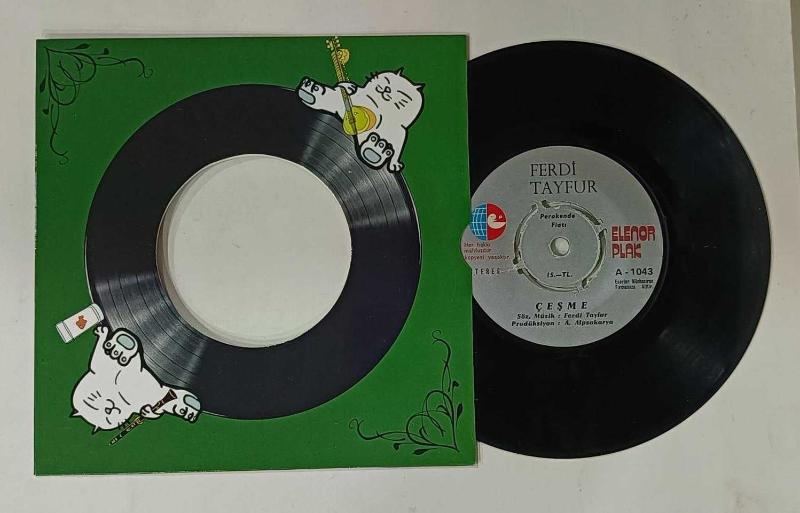 FERDİ
TAYFUR
Perakende
Fiatı
Her hakkı
mahfuzdur
kopyesi yasaktır.
STEREO
15.—TL.
ELENOR
PLAK
A - 1043
ÇEŞME
Söz, Müzik : Ferdi Tayfur
Prodüksiyon : A. Alpsakarya